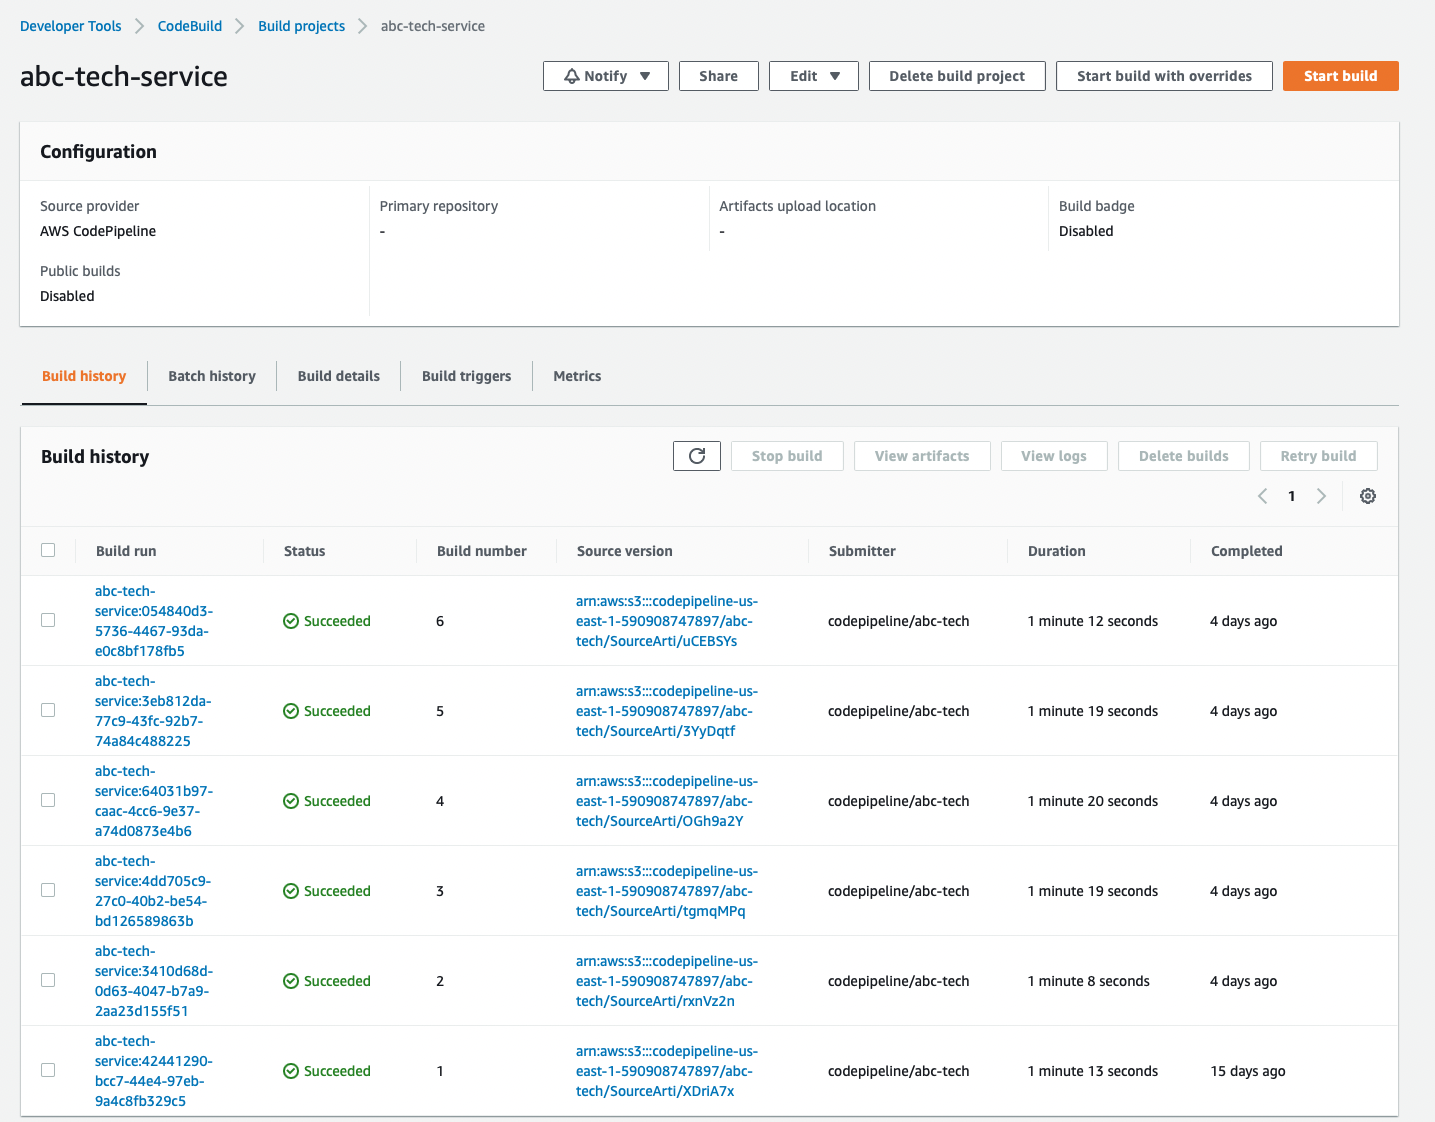 Developer Tools > CodeBuild > Build projects > abc-tech-service
abc-tech-service
Notify ▼ Share Edit ▼ Delete build project Start build with overrides Start build
Configuration
Source provider Primary repository Artifacts upload location Build badge
AWS CodePipeline - - Disabled
Public builds
Disabled
Build history Batch history Build details Build triggers Metrics
Build history Stop build View artifacts View logs Delete builds Retry build
< 1 >
Build run Status Build number Source version Submitter Duration Completed
abc-tech-
service:054840d3-
5736-4467-93da-
e0c8bf178fb5
Succeeded
6
arn:aws:s3:::codepipeline-us-
east-1-590908747897/abc-
tech/SourceArti/uCEBSYs
codepipeline/abc-tech
1 minute 12 seconds
4 days ago
abc-tech-
service:3eb812da-
77c9-43fc-92b7-
74a84c488225
Succeeded
5
arn:aws:s3:::codepipeline-us-
east-1-590908747897/abc-
tech/SourceArti/3YyDqtf
codepipeline/abc-tech
1 minute 19 seconds
4 days ago
abc-tech-
service:64031b97-
caac-4cc6-9e37-
a74d0873e4b6
Succeeded
4
arn:aws:s3:::codepipeline-us-
east-1-590908747897/abc-
tech/SourceArti/OGh9a2Y
codepipeline/abc-tech
1 minute 20 seconds
4 days ago
abc-tech-
service:4dd705c9-
27c0-40b2-be54-
bd126589863b
Succeeded
3
arn:aws:s3:::codepipeline-us-
east-1-590908747897/abc-
tech/SourceArti/tgmqMPq
codepipeline/abc-tech
1 minute 19 seconds
4 days ago
abc-tech-
service:3410d68d-
0d63-4047-b7a9-
2aa23d155f51
Succeeded
2
arn:aws:s3:::codepipeline-us-
east-1-590908747897/abc-
tech/SourceArti/rxnVz2n
codepipeline/abc-tech
1 minute 8 seconds
4 days ago
abc-tech-
service:42441290-
bcc7-44e4-97eb-
9a4c8fb329c5
Succeeded
1
arn:aws:s3:::codepipeline-us-
east-1-590908747897/abc-
tech/SourceArti/XDriA7x
codepipeline/abc-tech
1 minute 13 seconds
15 days ago